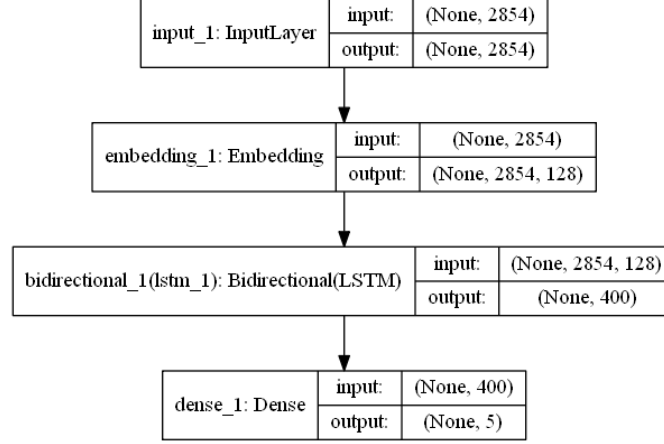 input_1: InputLayer
input: (None, 2854)
output: (None, 2854)
embedding_1: Embedding
input: (None, 2854)
output: (None, 2854, 128)
bidirectional_1(lstm_1): Bidirectional(LSTM)
input: (None, 2854, 128)
output: (None, 400)
dense_1: Dense
input: (None, 400)
output: (None, 5)